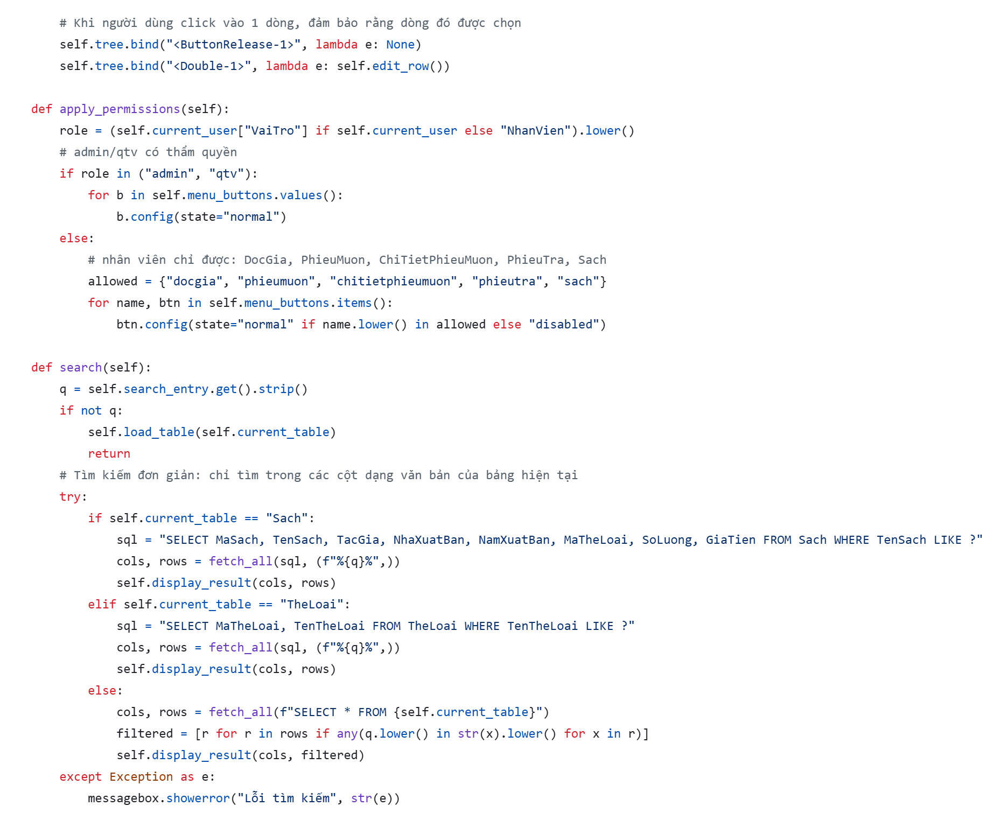 # Khi người dùng click vào 1 dòng, đảm bảo rằng dòng đó được chọn
self.tree.bind("<ButtonRelease-1>", lambda e: None)
self.tree.bind("<Double-1>", lambda e: self.edit_row())
def apply_permissions(self):
role = (self.current_user["VaiTro"] if self.current_user else "NhanVien").lower()
# admin/qtv có thẩm quyền
if role in ("admin", "qtv"):
for b in self.menu_buttons.values():
b.config(state="normal")
else:
# nhân viên chỉ được: DocGia, PhieuMuon, ChiTietPhieuMuon, PhieuTra, Sach
allowed = {"docgia", "phieumuon", "chitietphieumuon", "phieutra", "sach"}
for name, btn in self.menu_buttons.items():
btn.config(state="normal" if name.lower() in allowed else "disabled")
def search(self):
q = self.search_entry.get().strip()
if not q:
self.load_table(self.current_table)
return
# Tìm kiếm đơn giản: chỉ tìm trong các cột dạng văn bản của bảng hiện tại
try:
if self.current_table == "Sach":
sql = "SELECT MaSach, TenSach, TacGia, NhaXuatBan, NamXuatBan, MaTheLoai, SoLuong, GiaTien FROM Sach WHERE TenSach LIKE ?"
cols, rows = fetch_all(sql, (f"%{q}%",))
self.display_result(cols, rows)
elif self.current_table == "TheLoai":
sql = "SELECT MaTheLoai, TenTheLoai FROM TheLoai WHERE TenTheLoai LIKE ?"
cols, rows = fetch_all(sql, (f"%{q}%",))
self.display_result(cols, rows)
else:
cols, rows = fetch_all(f"SELECT * FROM {self.current_table}")
filtered = [r for r in rows if any(q.lower() in str(x).lower() for x in r)]
self.display_result(cols, filtered)
except Exception as e:
messagebox.showerror("Lỗi tìm kiếm", str(e))